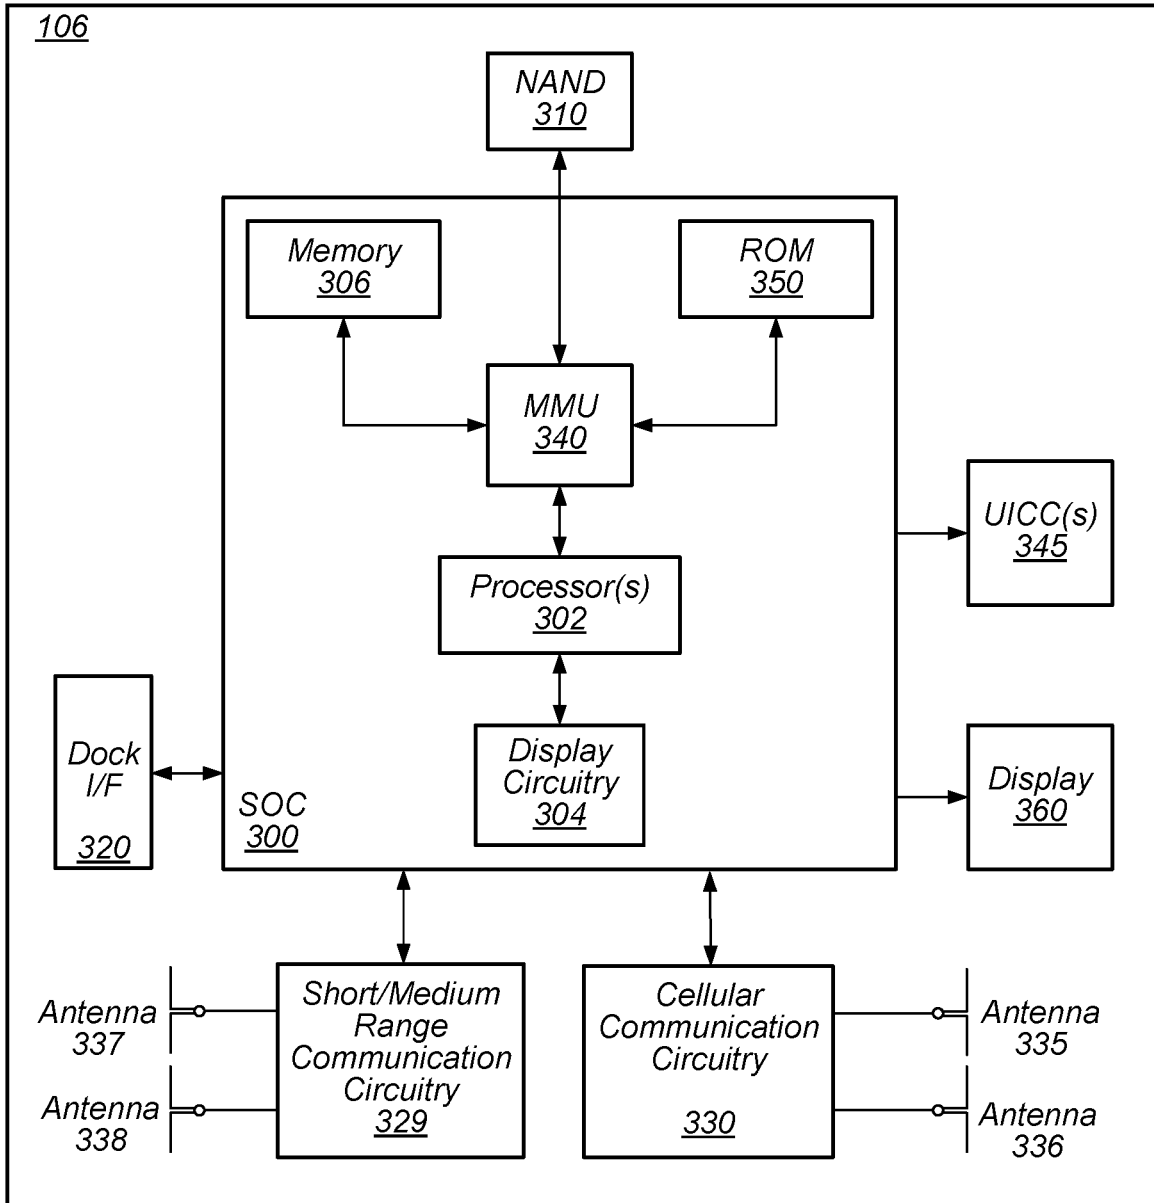 106
NAND
310
Memory
306
ROM
350
MMU
340
UICC(s)
345
Processor(s)
302
Dock
I/F
320
Display
Circuitry
304
SOC
300
Display
360
Short/Medium
Range
Communication
Circuitry
329
Cellular
Communication
Circuitry
330
Antenna
337
Antenna
338
Antenna
335
Antenna
336